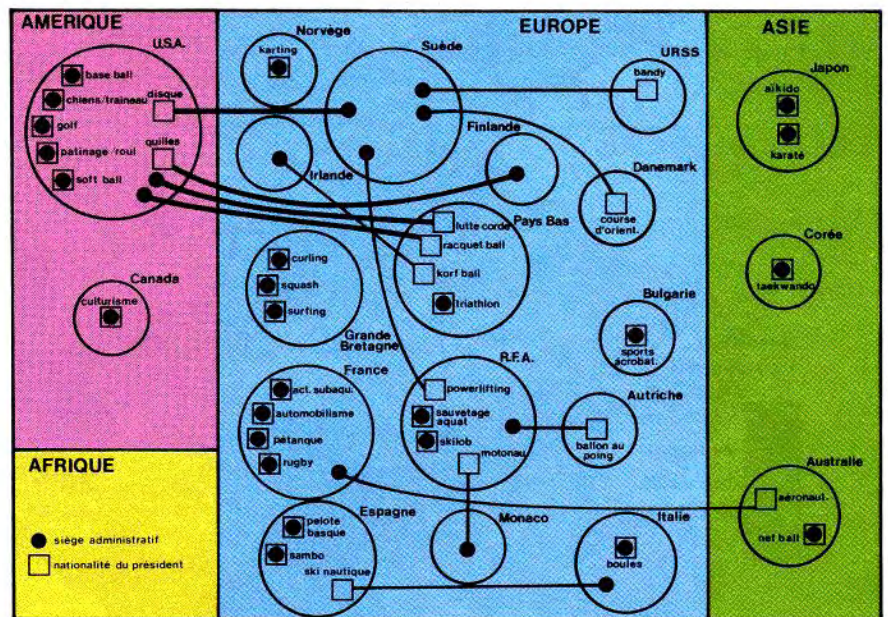 AMERIQUE
EUROPE
ASIE
U.S.A.
base ball
disque
chiens/traineau
golf
quilles
patinage /roul
soft ball
Canada
culturisme
AFRIQUE
siège administratif
nationalité du président
Norvège
karting
Suède
URSS
bandy
Finlande
Irlande
Danemark
course
d'orient.
Pays Bas
lutte corde
racquet ball
korf ball
triathlon
curling
squash
surfing
Grande
Bretagne
Bulgarie
sports
acrobat.
France
act. subaqu.
automobilisme
pétanque
rugby
R.F.A.
powerlifting
sauvetage
aquat
skilob
motonau.
Autriche
ballon au
poing
Espagne
pelote
basque
sambo
ski nautique
Monaco
Italie
boules
Japon
aïkido
karaté
Corée
taekwando
Australie
aéronaut.
net ball